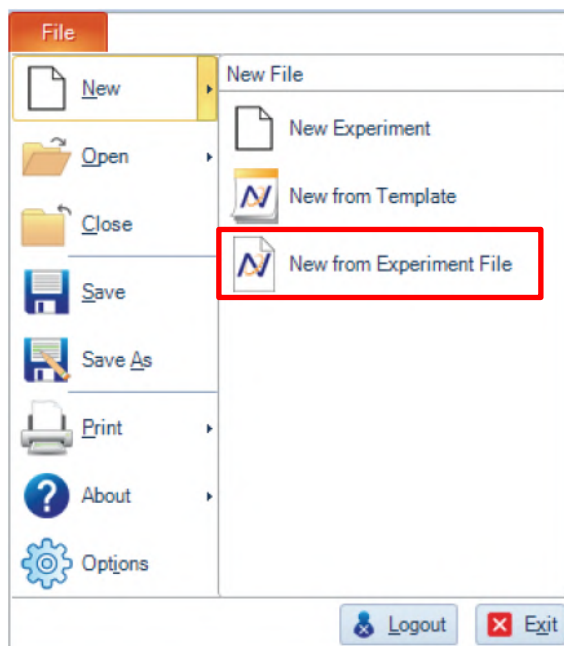 File
New
Open
Close
Save
Save As
Print
About
Options
New File
New Experiment
New from Template
New from Experiment File
Logout
Exit